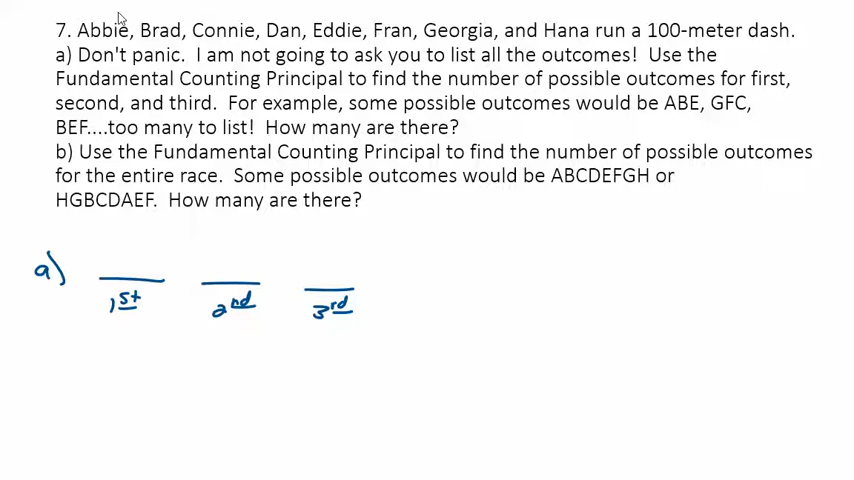 7. Abbie, Brad, Connie, Dan, Eddie, Fran, Georgia, and Hana run a 100-meter dash.
a) Don't panic.  I am not going to ask you to list all the outcomes!  Use the
Fundamental Counting Principal to find the number of possible outcomes for first,
second, and third.  For example, some possible outcomes would be ABE, GFC,
BEF....too many to list!  How many are there?
b) Use the Fundamental Counting Principal to find the number of possible outcomes
for the entire race.  Some possible outcomes would be ABCDEFGH or
HGBCDAEF.  How many are there?
a)
1st 2nd 3rd